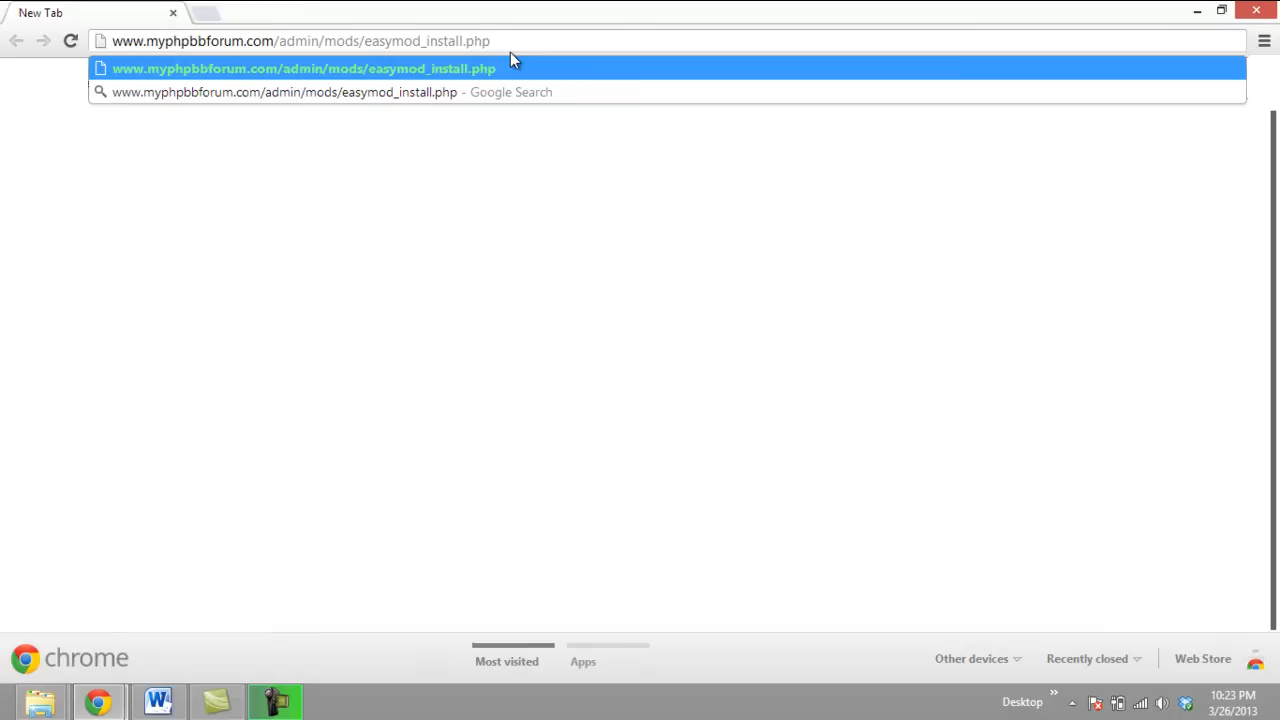 New Tab
www.myphpbbforum.com/admin/mods/easymod_install.php
www.myphpbbforum.com/admin/mods/easymod_install.php
www.myphpbbforum.com/admin/mods/easymod_install.php - Google Search
chrome
Most visited
Apps
Other devices
Recently closed
Web Store
Desktop
10:23 PM
3/26/2013